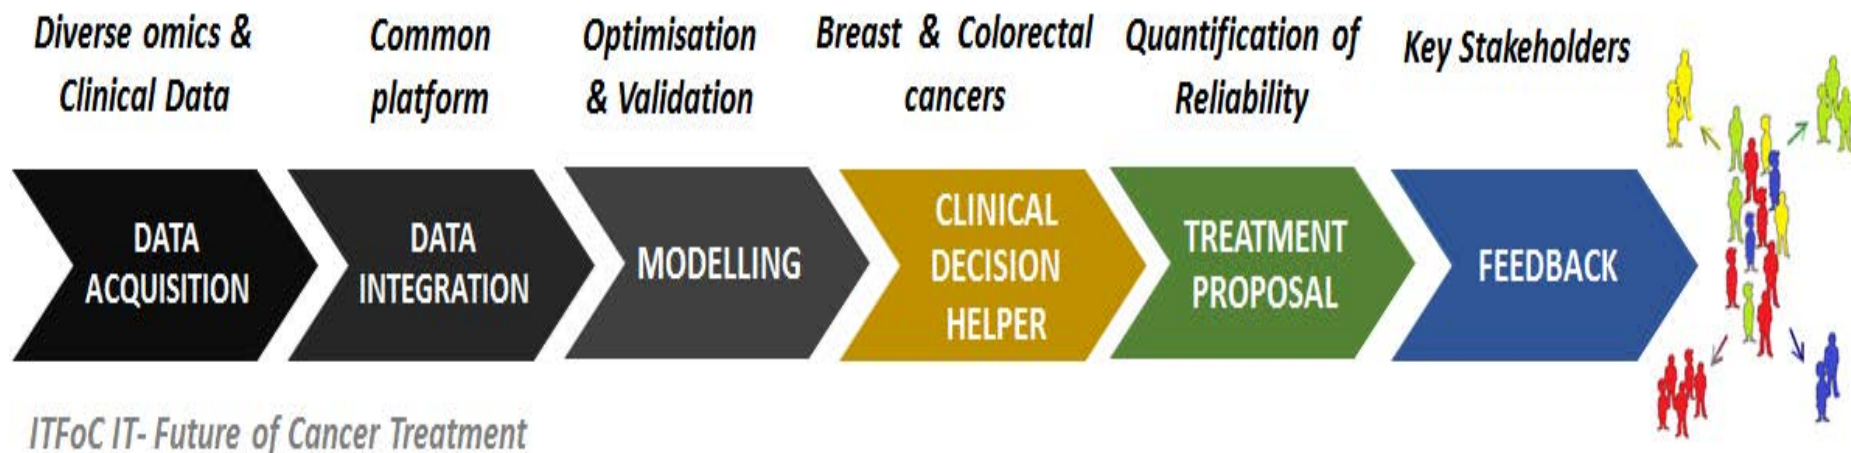 Diverse omics &
Clinical Data
Common
platform
Optimisation
& Validation
Breast & Colorectal
cancers
Quantification of
Reliability
Key Stakeholders
DATA
ACQUISITION
DATA
INTEGRATION
MODELLING
CLINICAL
DECISION
HELPER
TREATMENT
PROPOSAL
FEEDBACK
ITFoC IT- Future of Cancer Treatment